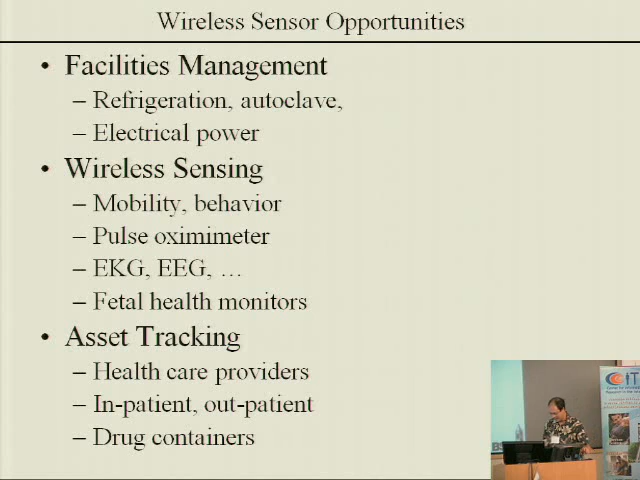 Wireless Sensor Opportunities
• Facilities Management
– Refrigeration, autoclave,
– Electrical power
• Wireless Sensing
– Mobility, behavior
– Pulse oximimeter
– EKG, EEG, …
– Fetal health monitors
• Asset Tracking
– Health care providers
– In-patient, out-patient
– Drug containers